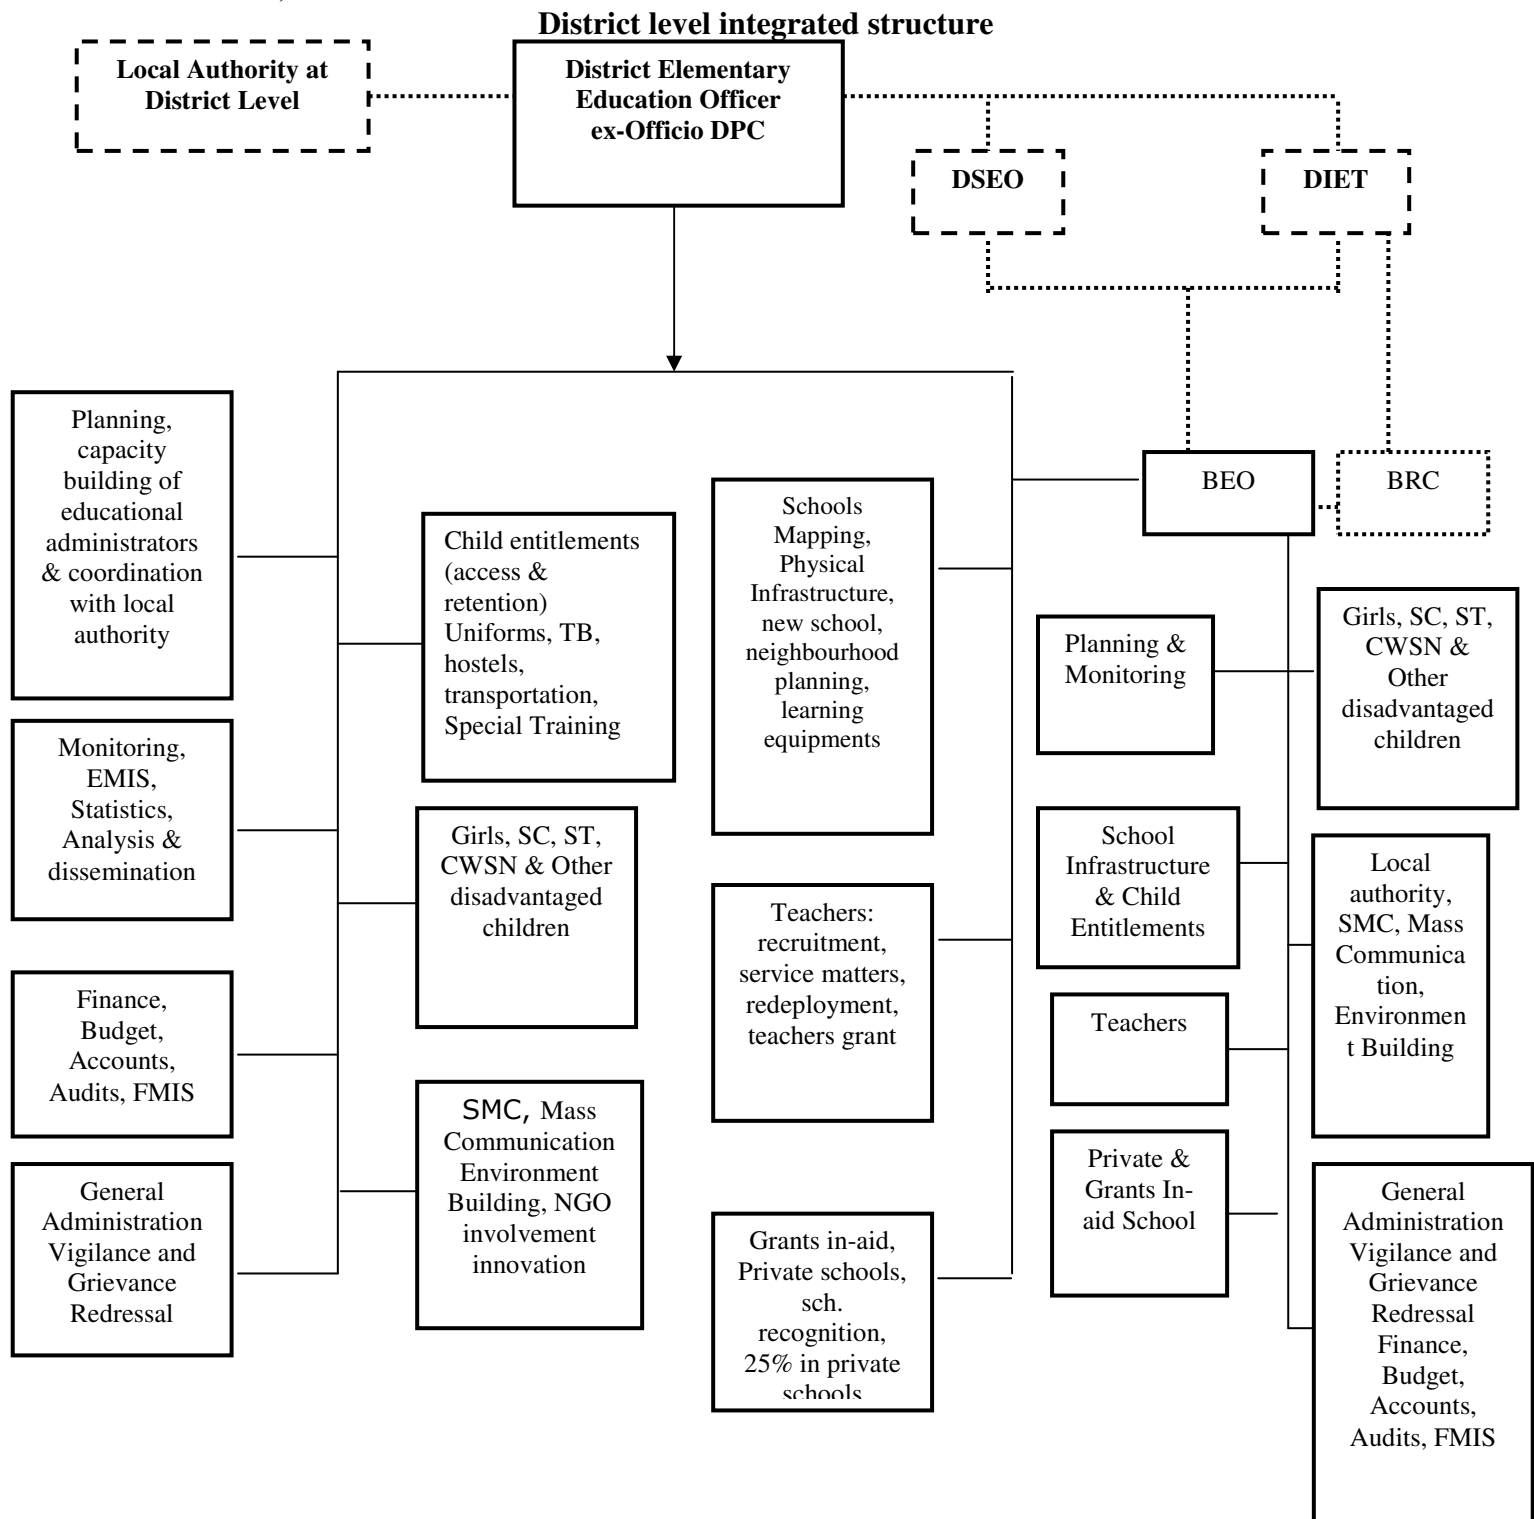 District level integrated structure
Local Authority at
District Level
District Elementary
Education Officer
ex-Officio DPC
DSEO
DIET
Planning,
capacity
building of
educational
administrators
& coordination
with local
authority
Monitoring,
EMIS,
Statistics,
Analysis &
dissemination
Finance,
Budget,
Accounts,
Audits, FMIS
General
Administration
Vigilance and
Grievance
Redressal
Child entitlements
(access &
retention)
Uniforms, TB,
hostels,
transportation,
Special Training
Girls, SC, ST,
CWSN & Other
disadvantaged
children
SMC, Mass
Communication
Environment
Building, NGO
involvement
innovation
Schools
Mapping,
Physical
Infrastructure,
new school,
neighbourhood
planning,
learning
equipments
Teachers:
recruitment,
service matters,
redeployment,
teachers grant
Grants in-aid,
Private schools,
sch.
recognition,
25% in private
schools
BEO
BRC
Planning &
Monitoring
School
Infrastructure
& Child
Entitlements
Teachers
Private &
Grants In-
aid School
Girls, SC, ST,
CWSN &
Other
disadvantaged
children
Local
authority,
SMC, Mass
Communica
tion,
Environmen
t Building
General
Administration
Vigilance and
Grievance
Redressal
Finance,
Budget,
Accounts,
Audits, FMIS